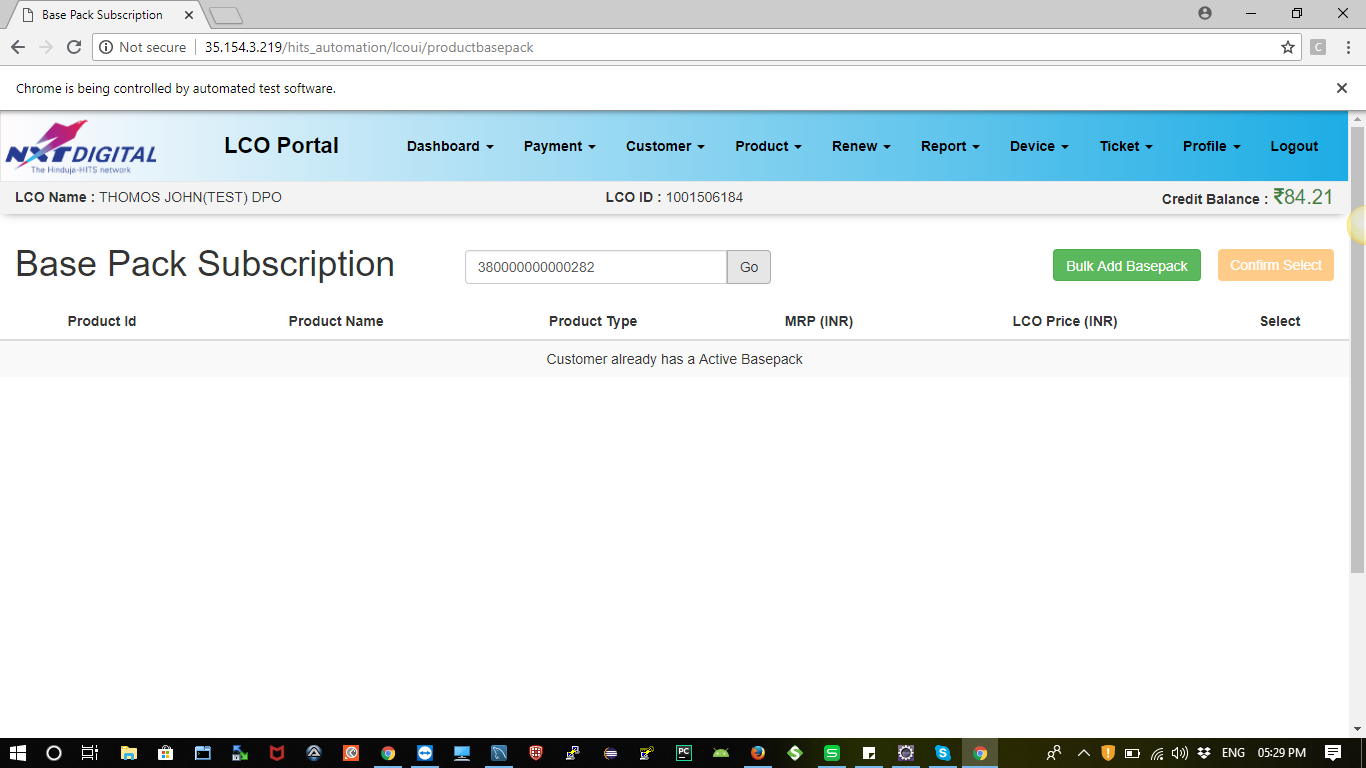 Base Pack Subscription
Not secure 35.154.3.219/hits_automation/lcoui/productbasepack
C
Chrome is being controlled by automated test software.
NXTDIGITAL
The Hinduja-HITS network
LCO Portal Dashboard Payment Customer Product Renew Report Device Ticket Profile Logout
LCO Name : THOMOS JOHN(TEST) DPO LCO ID : 1001506184 Credit Balance : ₹84.21
Base Pack Subscription 380000000000282 Go Bulk Add Basepack Confirm Select
Product Id Product Name Product Type MRP (INR) LCO Price (INR) Select
Customer already has a Active Basepack
PC S S ENG 05:29 PM